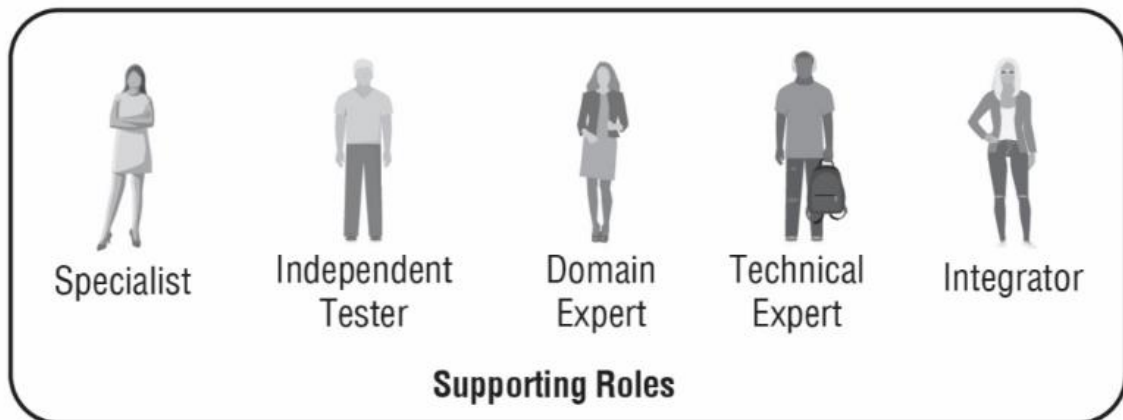 Specialist
Independent
Tester
Domain
Expert
Technical
Expert
Integrator
Supporting Roles